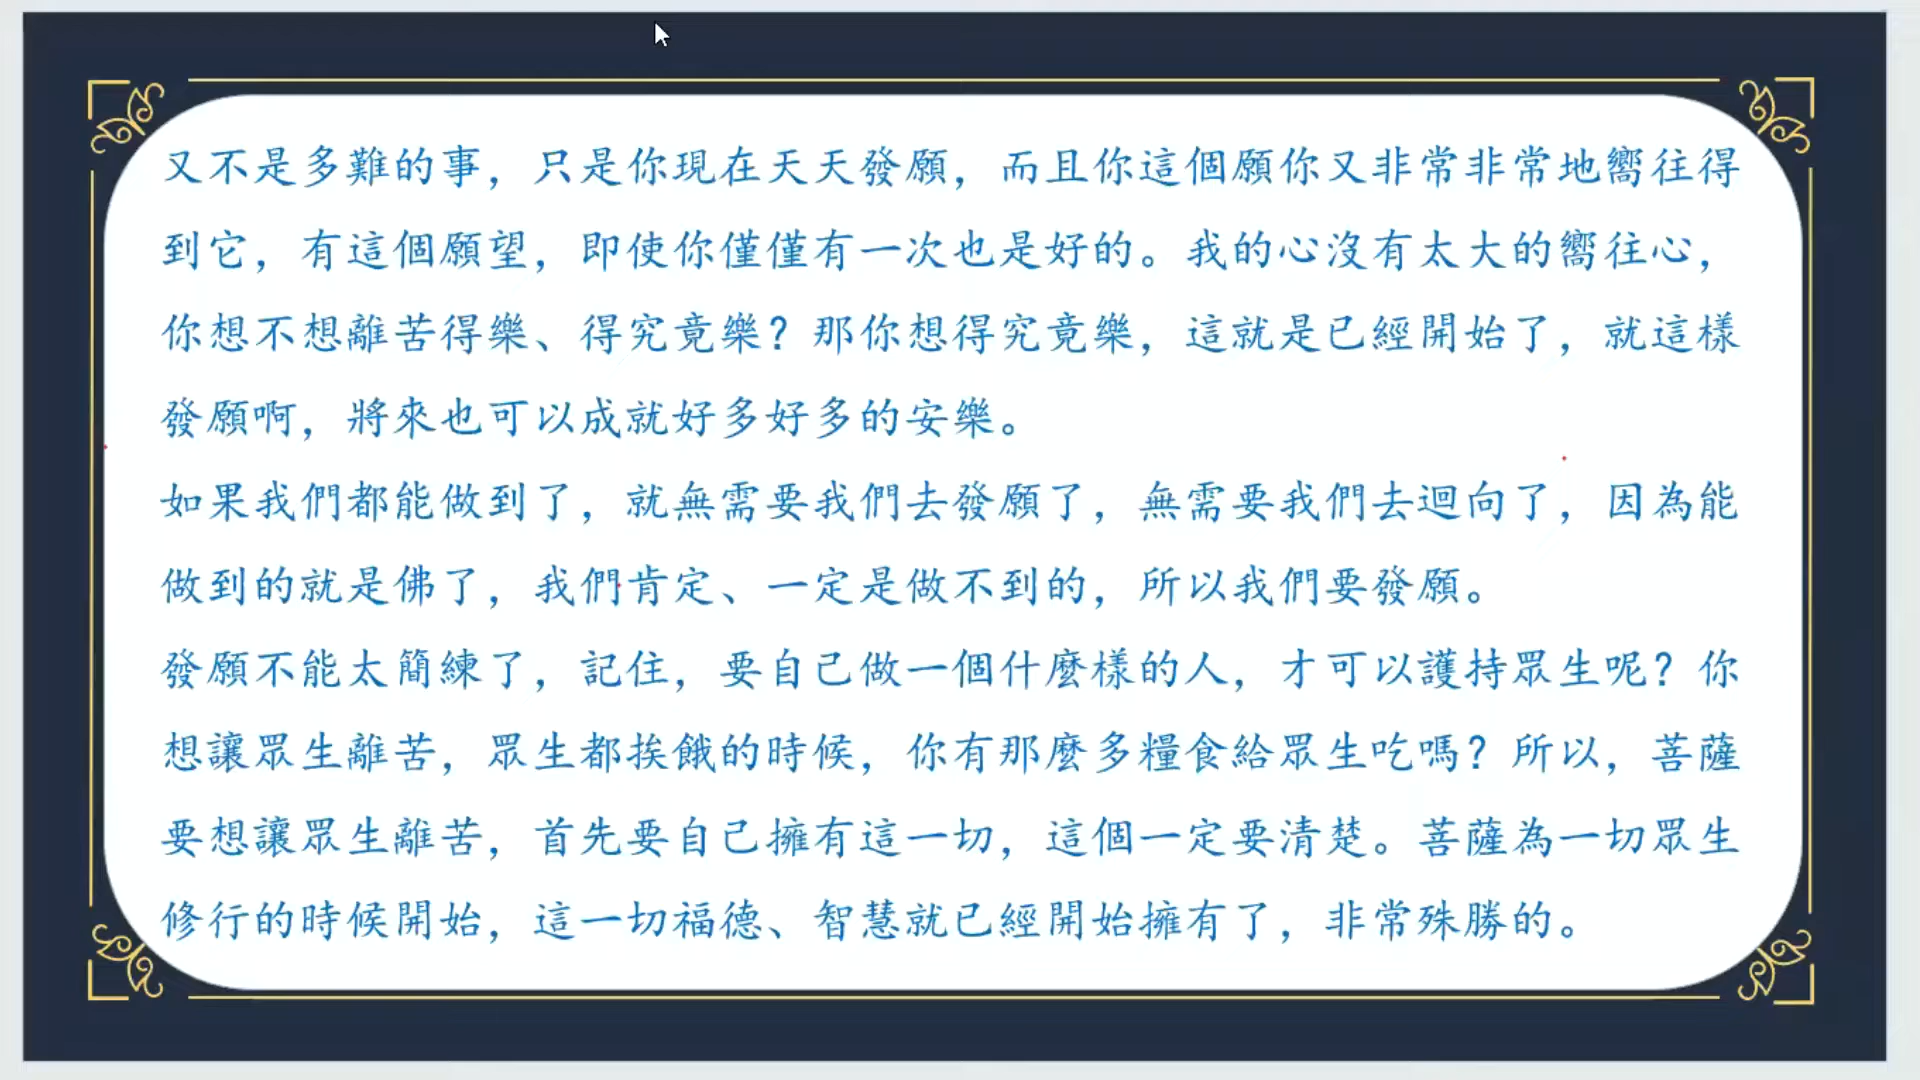 又不是多難的事，只是你現在天天發願，而且你這個願你又非常非常地嚮往得
到它，有這個願望，即使你僅僅有一次也是好的。我的心沒有太大的嚮往心，
你想不想離苦得樂、得究竟樂？那你想得究竟樂，這就是已經開始了，就這樣
發願啊，將來也可以成就好多好多的安樂。
如果我們都能做到了，就無需要我們去發願了，無需要我們去迴向了，因為能
做到的就是佛了，我們肯定、一定是做不到的，所以我們要發願。
發願不能太簡練了，記住，要自己做一個什麼樣的人，才可以護持眾生呢？你
想讓眾生離苦，眾生都挨餓的時候，你有那麼多糧食給眾生吃嗎？所以，菩薩
要想讓眾生離苦，首先要自己擁有這一切，這個一定要清楚。菩薩為一切眾生
修行的時候開始，這一切福德、智慧就已經開始擁有了，非常殊勝的。